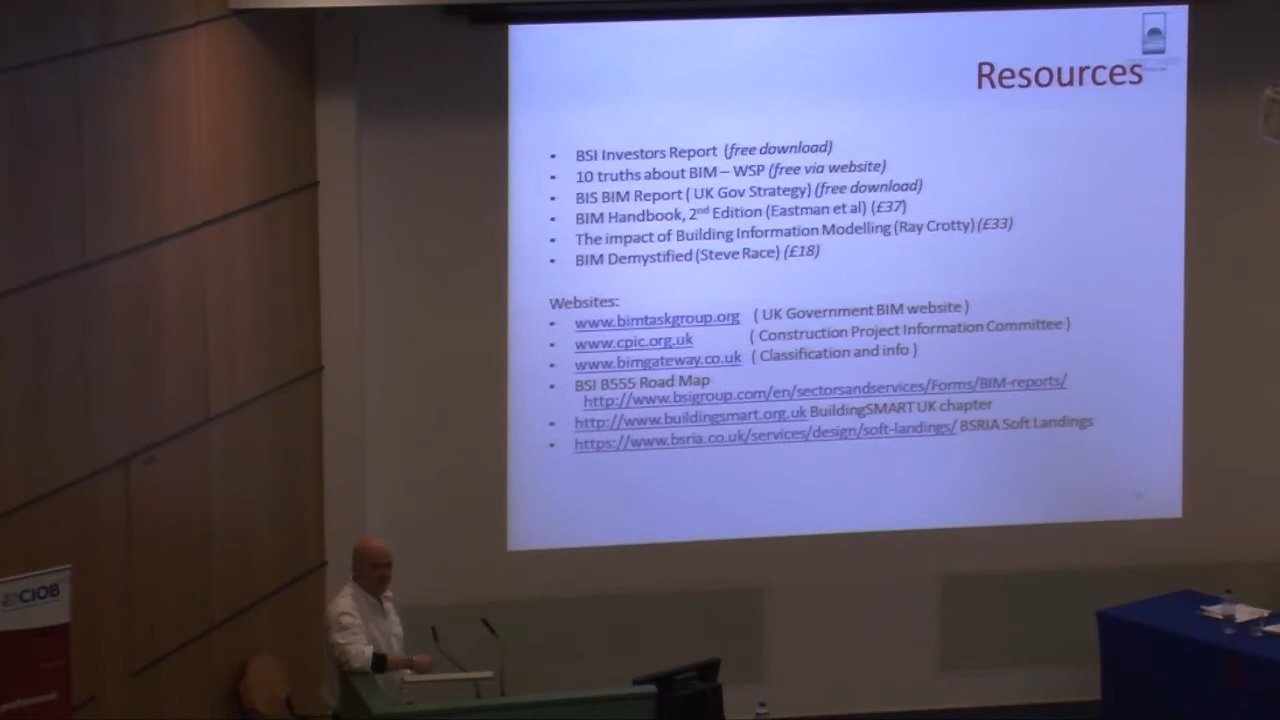 Resources
• BSI Investors Report (free download)
• 10 truths about BIM – WSP (free via website)
• BIS BIM Report ( UK Gov Strategy) (free download)
• BIM Handbook, 2nd Edition (Eastman et al) (£37)
• The impact of Building Information Modelling (Ray Crotty) (£33)
• BIM Demystified (Steve Race) (£18)
Websites:
• www.bimtaskgroup.org ( UK Government BIM website )
• www.cpic.org.uk ( Construction Project Information Committee )
• www.bimgateway.co.uk ( Classification and info )
• BSI B555 Road Map
http://www.bsigroup.com/en/sectorsandservices/Forms/BIM-reports/
• http://www.buildingsmart.org.uk BuildingSMART UK chapter
• https://www.bsria.co.uk/services/design/soft-landings/ BSRIA Soft Landings
CIOB